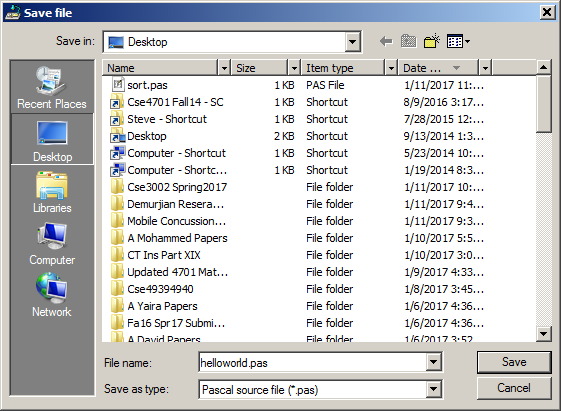 Save file
Save in: Desktop
Name Size Item type Date ...
sort.pas 1 KB PAS File 1/11/2017 11:...
Cse4701 Fall14 - SC 1 KB Shortcut 8/9/2016 3:17...
Steve - Shortcut 1 KB Shortcut 7/28/2015 12:...
Desktop 2 KB Shortcut 9/13/2014 1:3...
Computer - Shortcut 1 KB Shortcut 5/23/2014 10:...
Computer - Shortc... 1 KB Shortcut 1/19/2014 8:3...
Cse3002 Spring2017 File folder 1/11/2017 10:...
Demurjian Resera... File folder 1/11/2017 9:4...
Mobile Concussion... File folder 1/11/2017 9:3...
A Mohammed Papers File folder 1/10/2017 5:5...
CT Ins Part XIX File folder 1/10/2017 3:0...
Updated 4701 Mat... File folder 1/9/2017 4:33...
Cse49394940 File folder 1/8/2017 3:45...
A Yaira Papers File folder 1/6/2017 4:36...
Fa16 Spr17 Submi... File folder 1/6/2017 4:36...
A David Papers File folder 1/6/2017 3:52
Recent Places
Desktop
Libraries
Computer
Network
File name: helloworld.pas Save
Save as type: Pascal source file (*.pas) Cancel